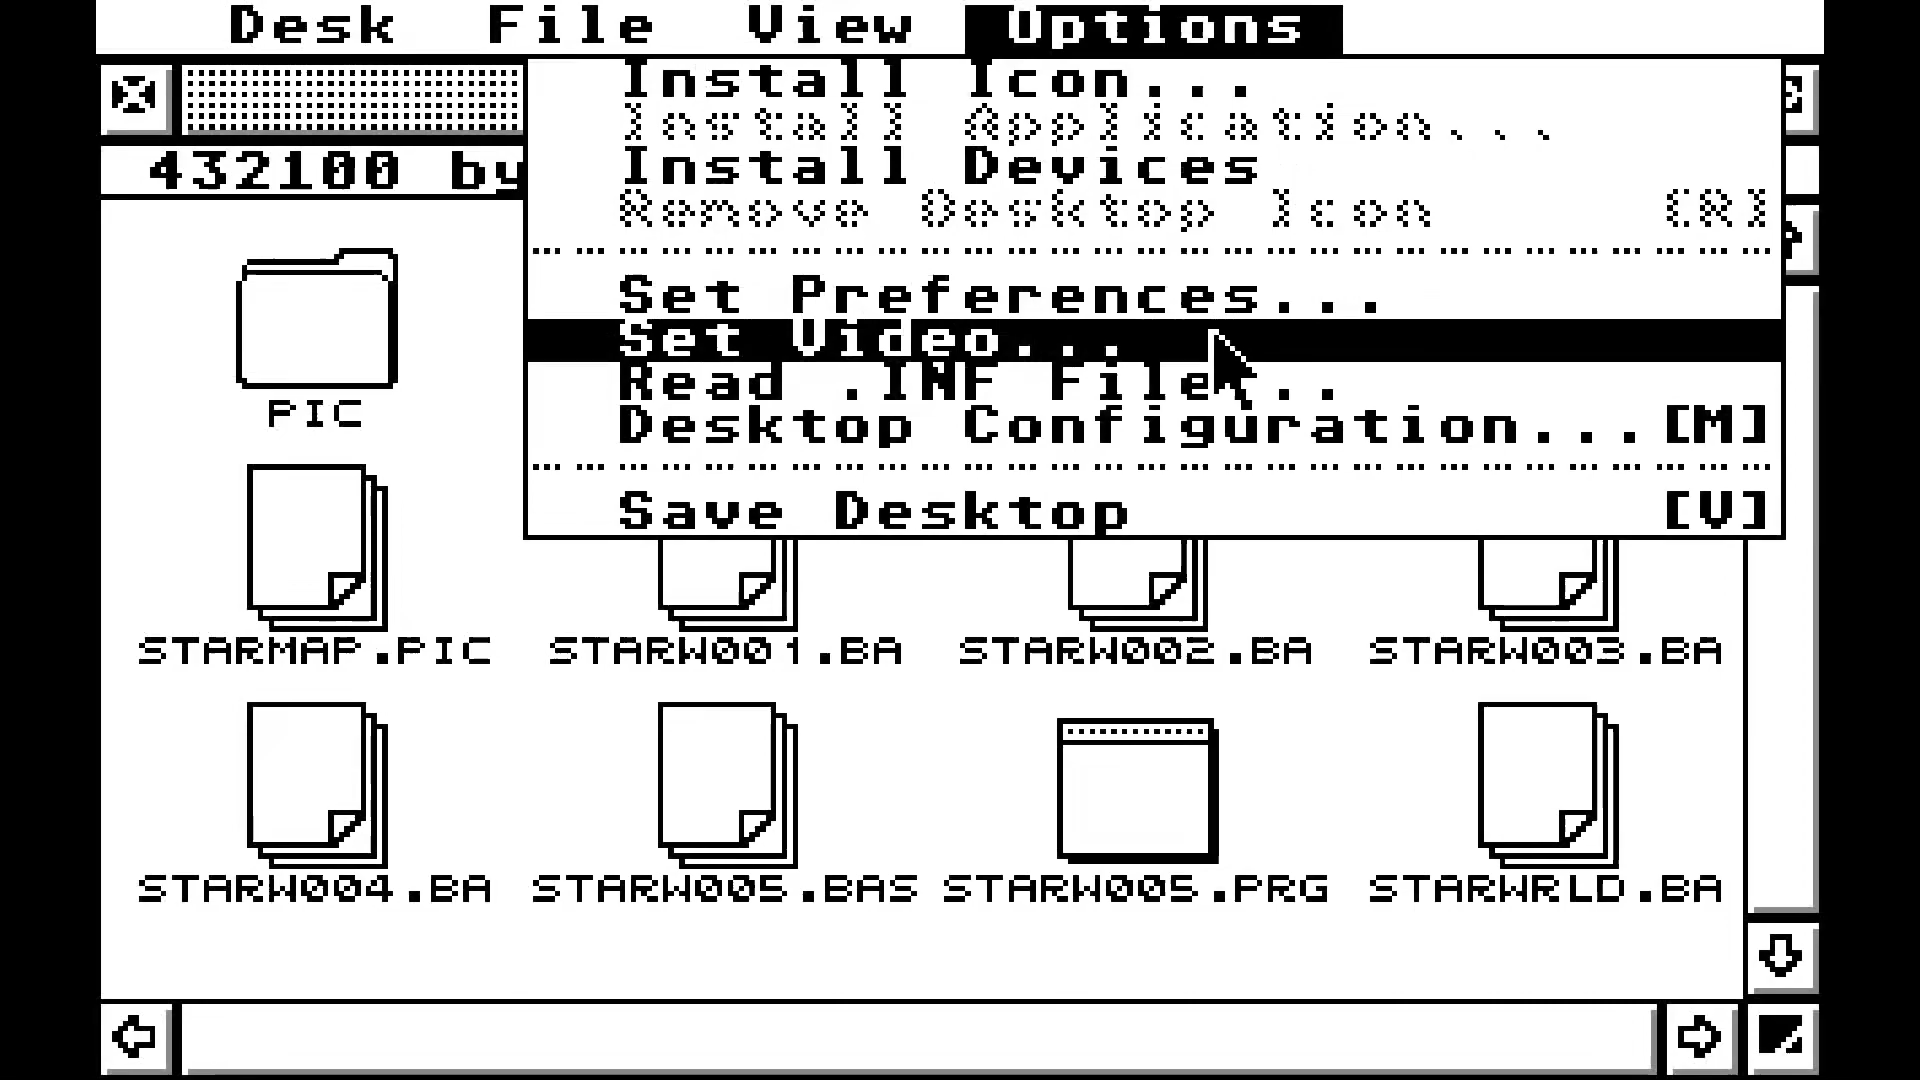 Desk File View Options
Install Icon...
Install Application...
Install Devices
Remove Desktop Icon [R]
Set Preferences...
Set Video...
Read .INF File...
Desktop Configuration...[M]
Save Desktop [V]
432100 by
PIC
STARMAP.PIC STARW001.BA STARW002.BA STARW003.BA
STARW004.BA STARW005.BAS STARW005.PRG STARWRLD.BA